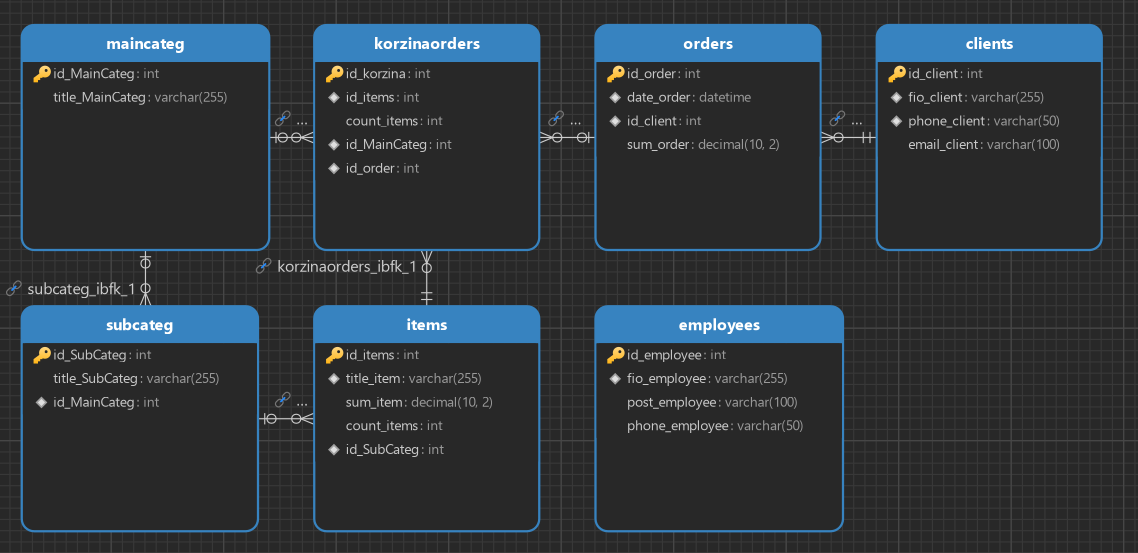 maincateg
id_MainCateg: int
title_MainCateg: varchar(255)
korzinaorders
id_korzina: int
id_items: int
count_items: int
id_MainCateg: int
id_order: int
orders
id_order: int
date_order: datetime
id_client: int
sum_order: decimal(10, 2)
clients
id_client: int
fio_client: varchar(255)
phone_client: varchar(50)
email_client: varchar(100)
...
...
...
korzinaorders_ibfk_1
subcateg_ibfk_1
subcateg
id_SubCateg: int
title_SubCateg: varchar(255)
id_MainCateg: int
...
items
id_items: int
title_item: varchar(255)
sum_item: decimal(10, 2)
count_items: int
id_SubCateg: int
employees
id_employee: int
fio_employee: varchar(255)
post_employee: varchar(100)
phone_employee: varchar(50)